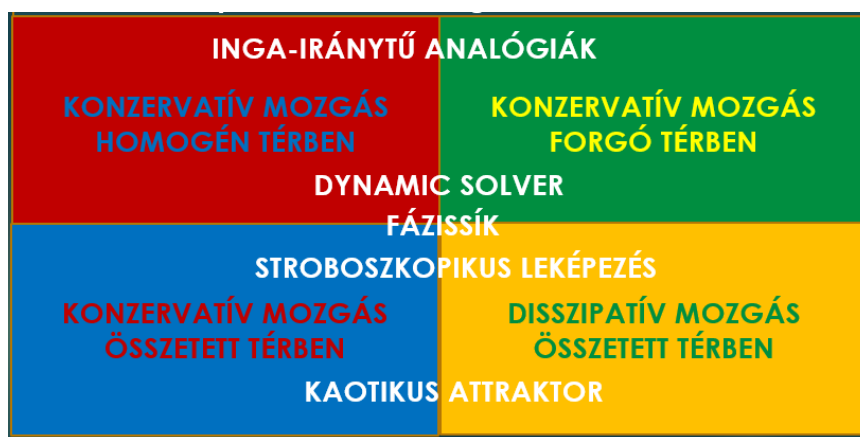 INGA-IRÁNYTŰ ANALÓGIÁK
KONZERVATÍV MOZGÁS
HOMOGÉN TÉRBEN
KONZERVATÍV MOZGÁS
FORGÓ TÉRBEN
DYNAMIC SOLVER
FÁZISSÍK
STROBOSZKOPIKUS LEKÉPEZÉS
KONZERVATÍV MOZGÁS
ÖSSZETETT TÉRBEN
DISSZIPATÍV MOZGÁS
ÖSSZETETT TÉRBEN
KAOTIKUS ATTRAKTOR